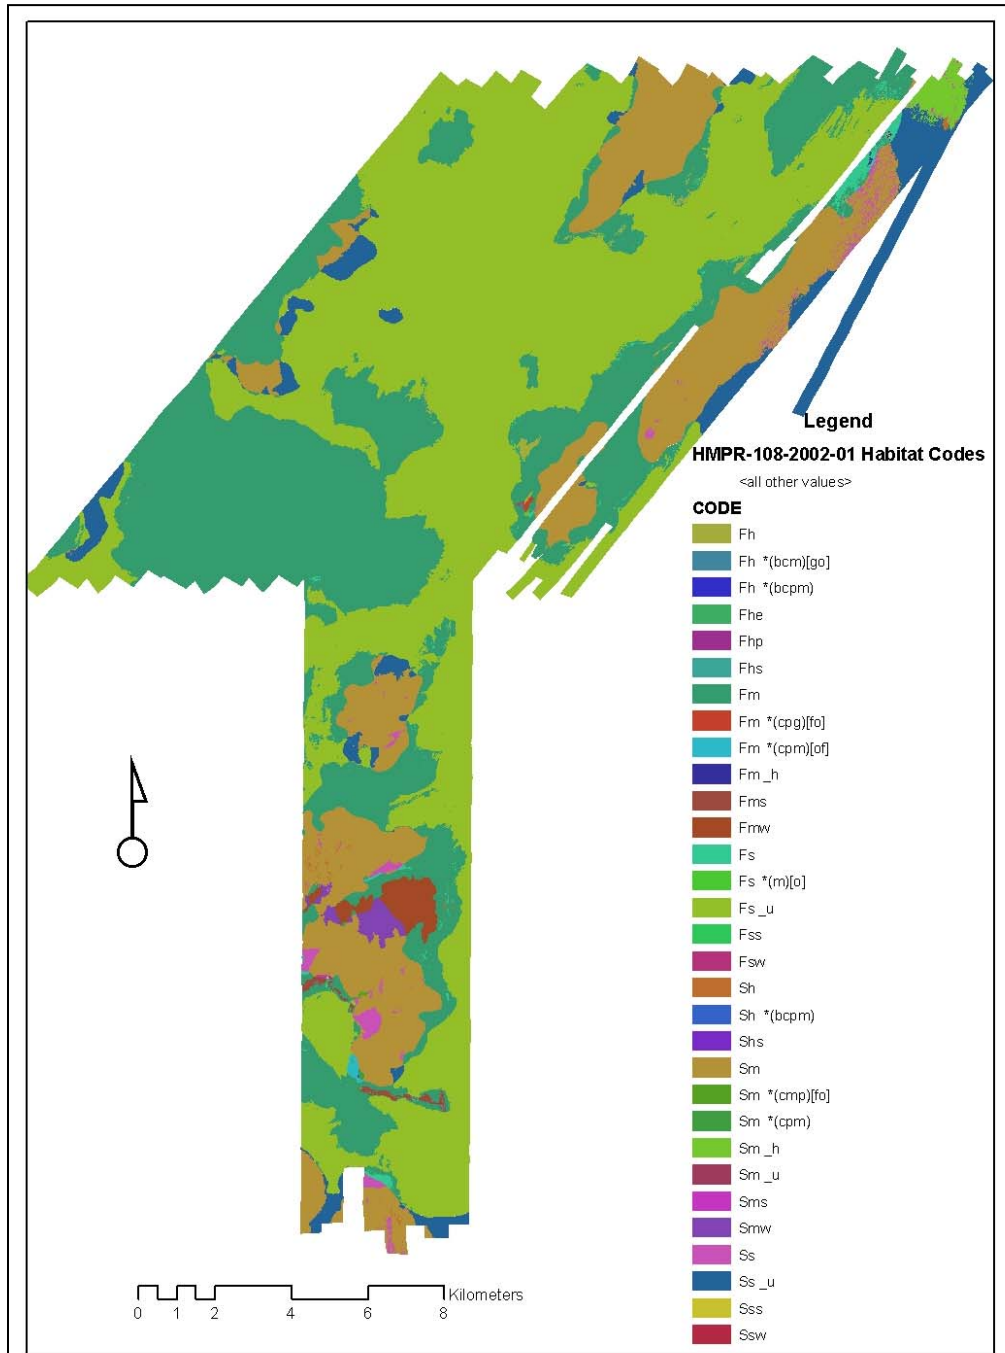 Legend
HMPR-108-2002-01 Habitat Codes
<all other values>
CODE
Fh
Fh *(bcm)[go]
Fh *(bcpm)
Fhe
Fhp
Fhs
Fm
Fm *(cpg)[fo]
Fm *(cpm)[of]
Fm _h
Fms
Fmw
Fs
Fs *(m)[o]
Fs _u
Fss
Fsw
Sh
Sh *(bcpm)
Shs
Sm
Sm *(cmp)[fo]
Sm *(cpm)
Sm _h
Sm _u
Sms
Smw
Ss
Ss _u
Sss
Ssw
Kilometers
0 1 2 4 6 8